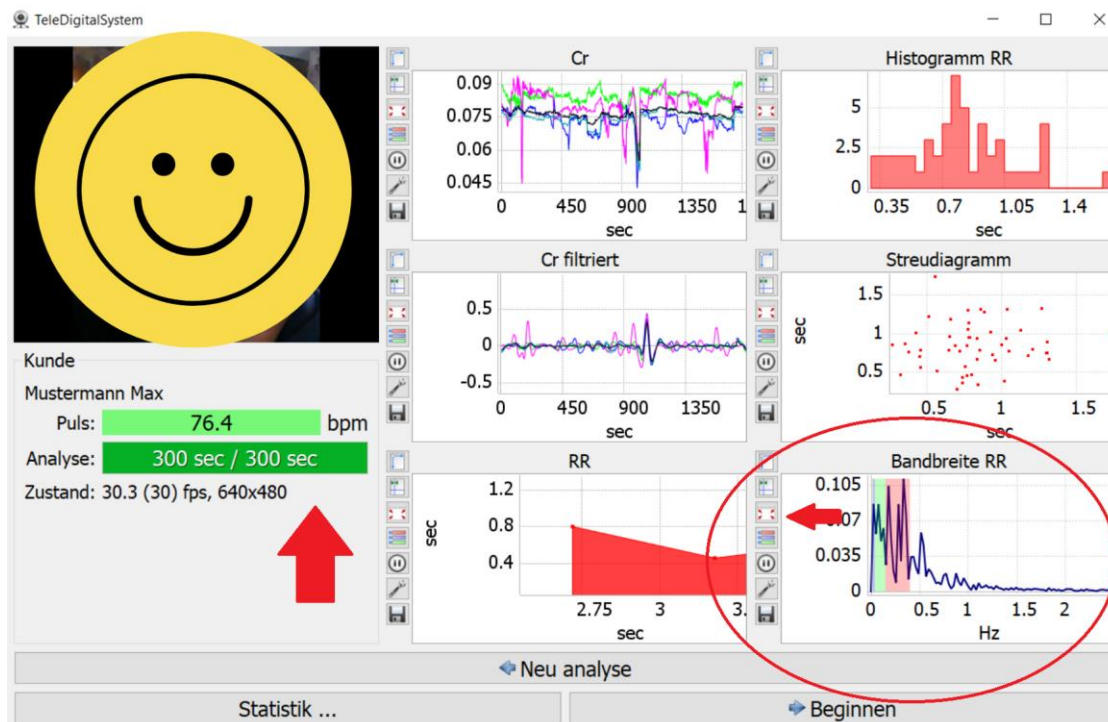 TeleDigitalSystem
Kunde
Mustermann Max
Puls: 76.4 bpm
Analyse: 300 sec / 300 sec
Zustand: 30.3 (30) fps, 640x480
Cr
0.09
0.075
0.06
0.045
0 450 900 1350 1
sec
Histogramm RR
5
2.5
0
0.35 0.7 1.05 1.4
sec
Cr filtriert
0.5
0
-0.5
0 450 900 1350
sec
Streudiagramm
sec
1.5
1
0.5
0.5 1 1.5
sec
RR
sec
1.2
0.8
0.4
2.75 3 3.
sec
Bandbreite RR
0.105
0.07
0.035
0
0 0.5 1 1.5 2
Hz
Neu analyse
Statistik ...
Beginnen